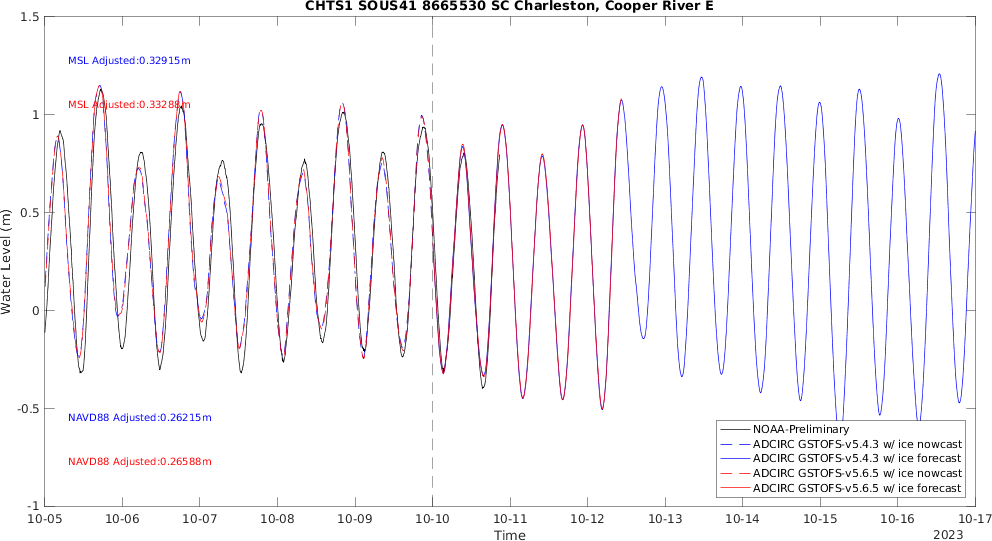 CHTS1 SOUS41 8665530 SC Charleston, Cooper River E
1.5
MSL Adjusted:0.32915m
MSL Adjusted:0.33288m
1
0.5
Water Level (m)
0
-0.5
NAVD88 Adjusted:0.26215m
NAVD88 Adjusted:0.26588m
NOAA-Preliminary
ADCIRC GSTOFS-v5.4.3 w/ ice nowcast
ADCIRC GSTOFS-v5.4.3 w/ ice forecast
ADCIRC GSTOFS-v5.6.5 w/ ice nowcast
ADCIRC GSTOFS-v5.6.5 w/ ice forecast
-1
10-05 10-06 10-07 10-08 10-09 10-10 10-11 10-12 10-13 10-14 10-15 10-16 10-17
Time
2023